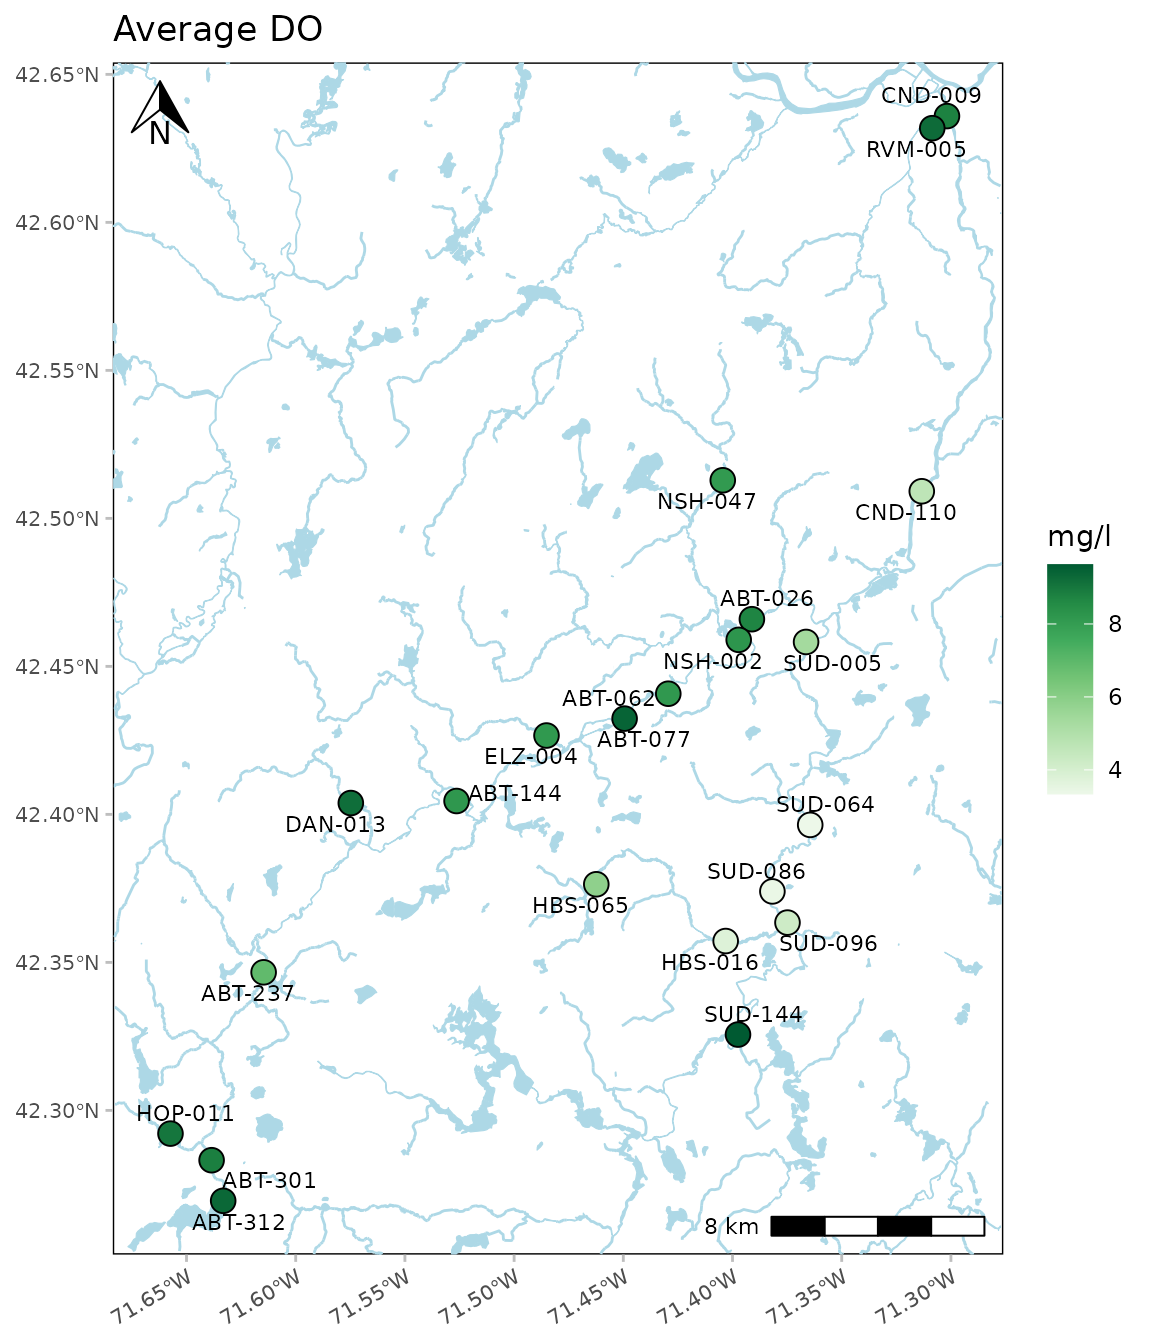 Average DO
42.65°N
42.60°N
42.55°N
42.50°N
42.45°N
42.40°N
42.35°N
42.30°N
N
CND-009
RVM-005
NSH-047
CND-110
ABT-026
NSH-002
SUD-005
ABT-062
ABT-077
ELZ-004
ABT-144
DAN-013
SUD-064
SUD-086
HBS-065
SUD-096
HBS-016
ABT-237
SUD-144
HOP-011
ABT-301
ABT-312
8 km
71.65°W
71.60°W
71.55°W
71.50°W
71.45°W
71.40°W
71.35°W
71.30°W
mg/l
8
6
4